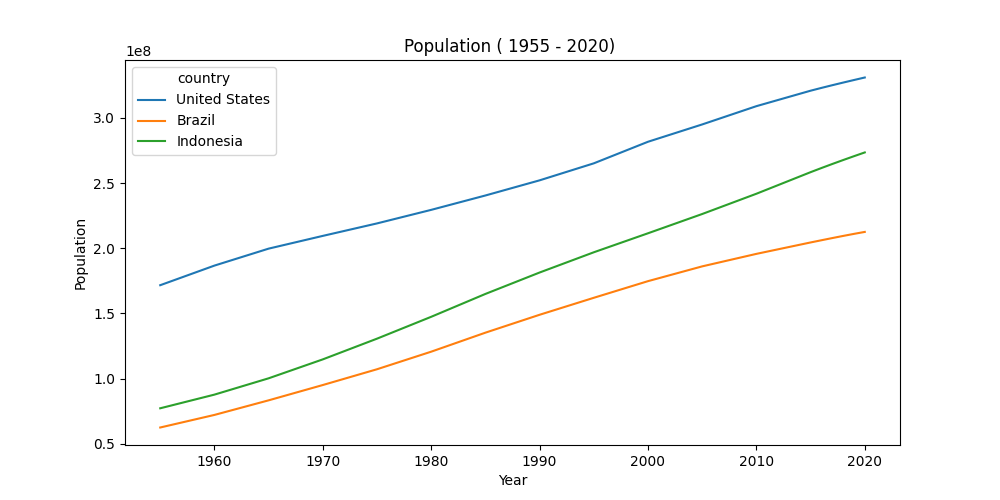 Population ( 1955 - 2020)
1e8
country
United States
Brazil
Indonesia
3.0
2.5
2.0
1.5
1.0
0.5
Population
1960 1970 1980 1990 2000 2010 2020
Year